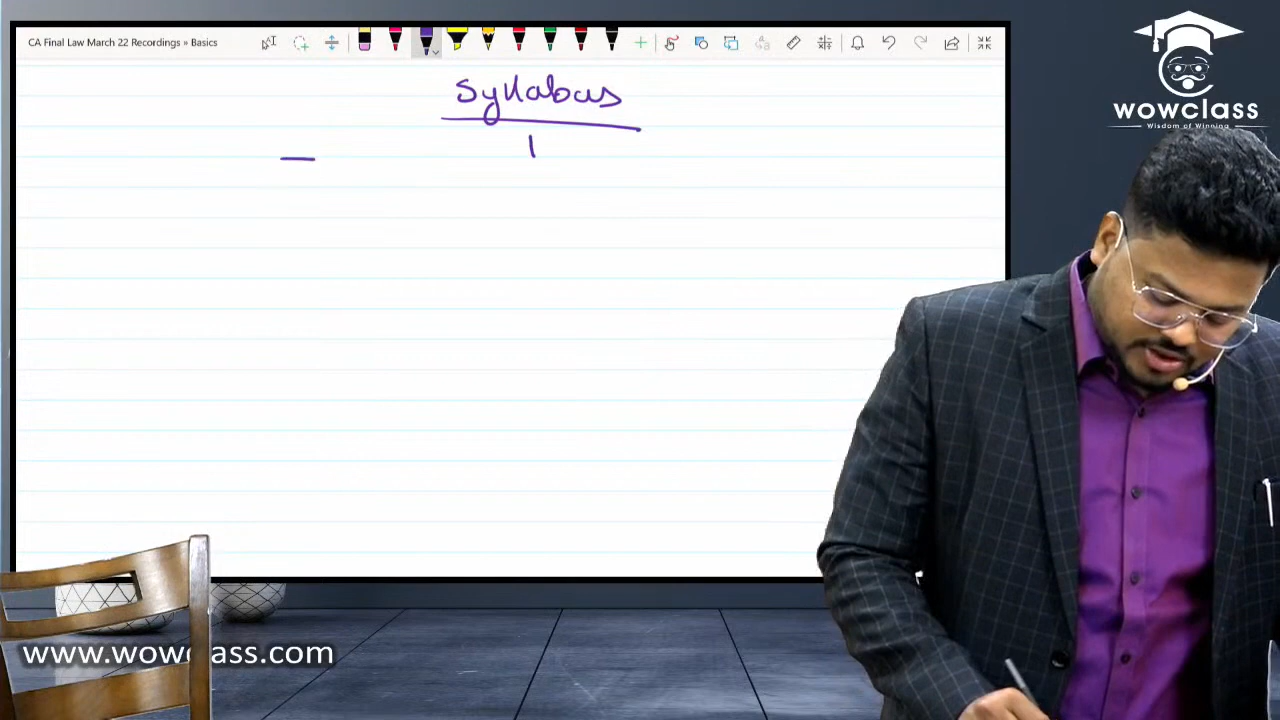 CA Final Law March 22 Recordings » Basics
Syllabus
wowclass
Wisdom of Winning
www.wowclass.com